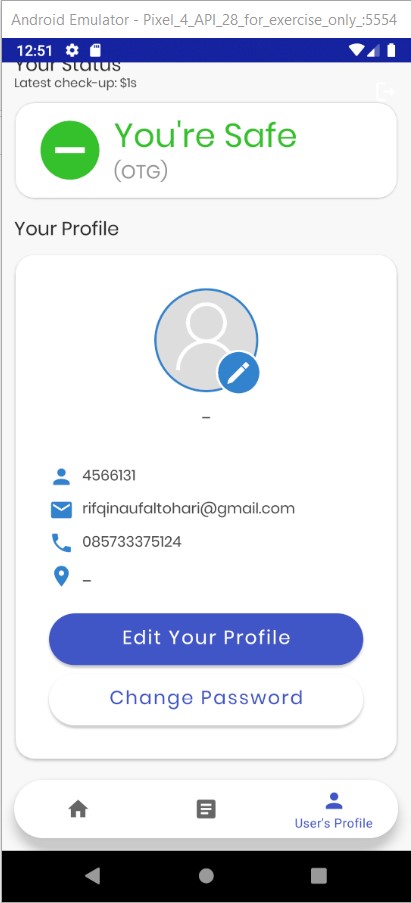 Android Emulator - Pixel_4_API_28_for_exercise_only_:5554
12:51
Your Status
Latest check-up: $1s
You're Safe
(OTG)
Your Profile
–
4566131
rifqinaufaltohari@gmail.com
085733375124
–
Edit Your Profile
Change Password
User's Profile